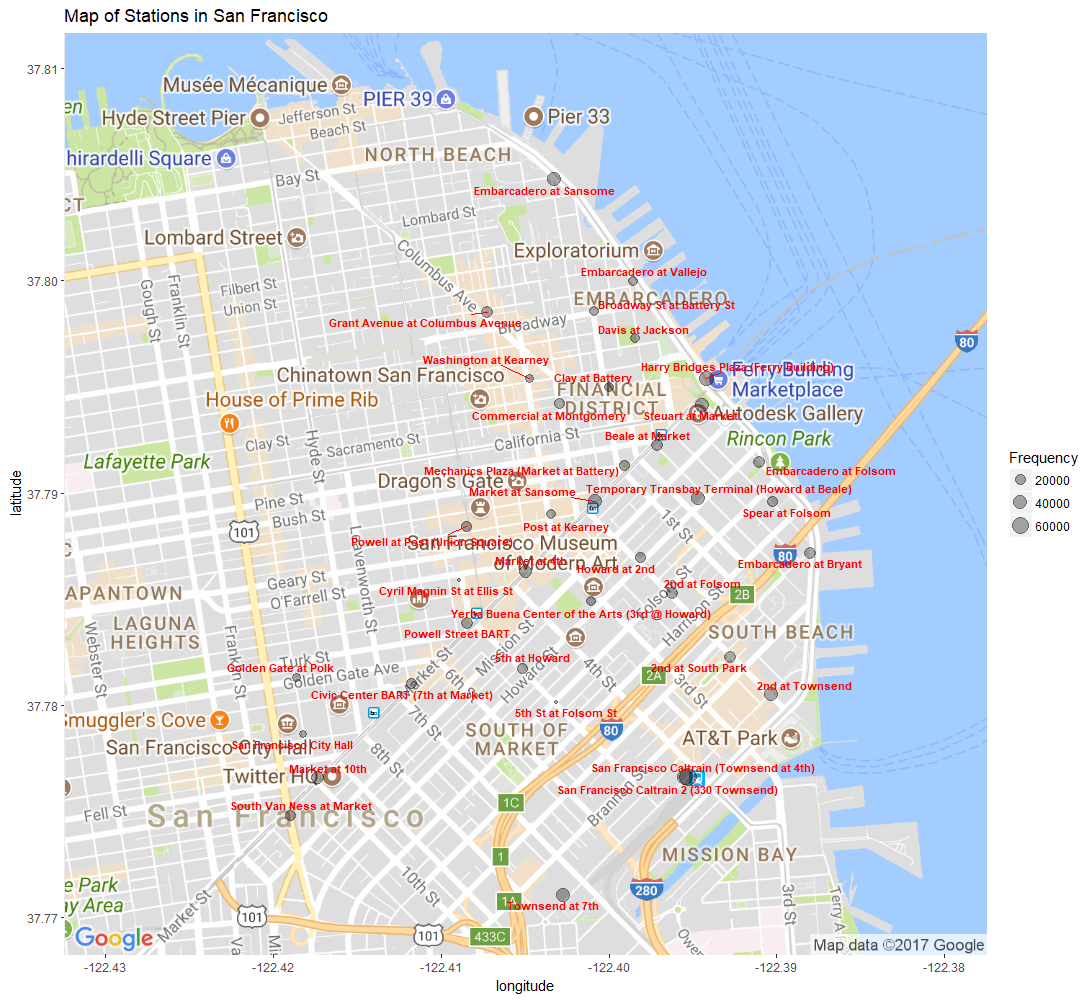 Map of Stations in San Francisco
37.81
Musée Mécanique
PIER 39
en
Hyde Street Pier
Jefferson St
Beach St
Pier 33
hirardelli Square
NORTH BEACH
Bay St
Embarcadero at Sansome
CT
Lombard St
Lombard Street
Columbus Ave
Exploratorium
Embarcadero at Vallejo
37.80
Gough St
Franklin St
Filbert St
Union St
EMBARCADERO
Broadway St at Battery St
Grant Avenue at Columbus Avenue
Broadway
Davis at Jackson
80
Washington at Kearney
Harry Bridges Plaza (Ferry Building)
Ferry Building
Marketplace
Chinatown San Francisco
Clay at Battery
FINANCIAL
DISTRICT
House of Prime Rib
Commercial at Montgomery
Steuart at Market
Autodesk Gallery
Clay St
Sacramento St
California St
Hyde St
Beale at Market
Rincon Park
Lafayette Park
Mechanics Plaza (Market at Battery)
Embarcadero at Folsom
Dragon's Gate
37.79
Market at Sansome
Temporary Transbay Terminal (Howard at Beale)
Pine St
Bush St
Spear at Folsom
101
Post at Kearney
1st St
Powell at Post (Union Square)
San Francisco Museum
of Modern Art
C
Leavenworth St
Market at 4th
Howard at 2nd
80
Embarcadero at Bryant
Geary St
O'Farrell St
Cyril Magnin St at Ellis St
2nd at Folsom
Folsom St
2B
APANTOWN
Yerba Buena Center of the Arts (3rd @ Howard)
Harrison St
LAGUNA
HEIGHTS
Webster St
Franklin St
Powell Street BART
Mission St
SOUTH BEACH
Turk St
Golden Gate at Polk
Golden Gate Ave
Market St
5th at Howard
Howard St
4th St
2A
2nd at South Park
6th St
3rd St
2nd at Townsend
Civic Center BART (7th at Market)
37.78
Smuggler's Cove
7th St
5th St at Folsom St
80
SOUTH OF
MARKET
AT&T Park
San Francisco City Hall
San Francisco City Hall
8th St
Market at 10th
Twitter HQ
San Francisco Caltrain (Townsend at 4th)
San Francisco Caltrain 2 (330 Townsend)
Fell St
South Van Ness at Market
San Francisco
1C
Brannan St
1
MISSION BAY
10th St
e Park
ay Area
280
1A
Townsend at 7th
3rd St
Terry A
37.77
Market St
101
101
433C
Owe
Va
M
Google
Map data ©2017 Google
-122.43
-122.42
-122.41
-122.40
-122.39
-122.38
longitude
latitude
Frequency
20000
40000
60000